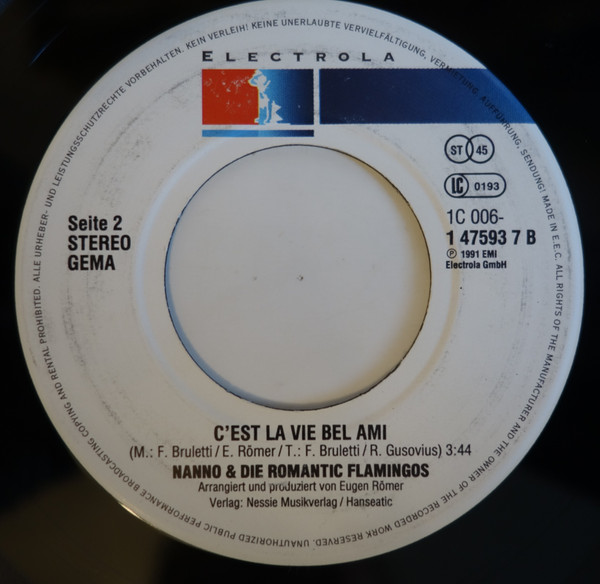 ELECTROLA
ALLE URHEBER- UND LEISTUNGSSCHUTZRECHTE VORBEHALTEN. KEIN VERLEIH! KEINE UNERLAUBTE VERVIELFÄLTIGUNG, VERMIETUNG, AUFFÜHRUNG, SENDUNG! MADE IN E.E.C. ALL RIGHTS OF THE MANUFACTURER AND THE OWNER OF THE RECORDED WORK RESERVED. UNAUTHORIZED PUBLIC PERFORMANCE BROADCASTING COPYING AND RENTAL PROHIBITED.
ST 45
LC 0193
1C 006-
1 47593 7 B
℗ 1991 EMI
Electrola GmbH
Seite 2
STEREO
GEMA
C'EST LA VIE BEL AMI
(M.: F. Bruletti/E. Römer/T.: F. Bruletti/R. Gusovius) 3:44
NANNO & DIE ROMANTIC FLAMINGOS
Arrangiert und produziert von Eugen Römer
Verlag: Nessie Musikverlag/Hanseatic